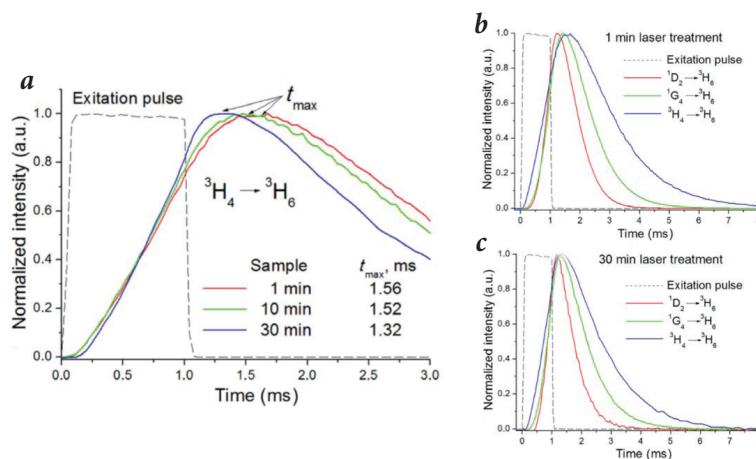 a
Exitation pulse
tmax
³H₄ → ³H₆
Sample tmax, ms
1 min 1.56
10 min 1.52
30 min 1.32
Normalized intensity (a.u.)
1.0
0.8
0.6
0.4
0.2
0.0
0.0 0.5 1.0 1.5 2.0 2.5 3.0
Time (ms)
b
1 min laser treatment
Exitation pulse
¹D₂ → ³H₆
¹G₄ → ³H₆
³H₄ → ³H₆
Normalized intensity (a.u.)
1.0
0.8
0.6
0.4
0.2
0.0
0 1 2 3 4 5 6 7
Time (ms)
c
30 min laser treatment
Exitation pulse
¹D₂ → ³H₆
¹G₄ → ³H₆
³H₄ → ³H₆
Normalized intensity (a.u.)
1.0
0.8
0.6
0.4
0.2
0.0
0 1 2 3 4 5 6 7
Time (ms)